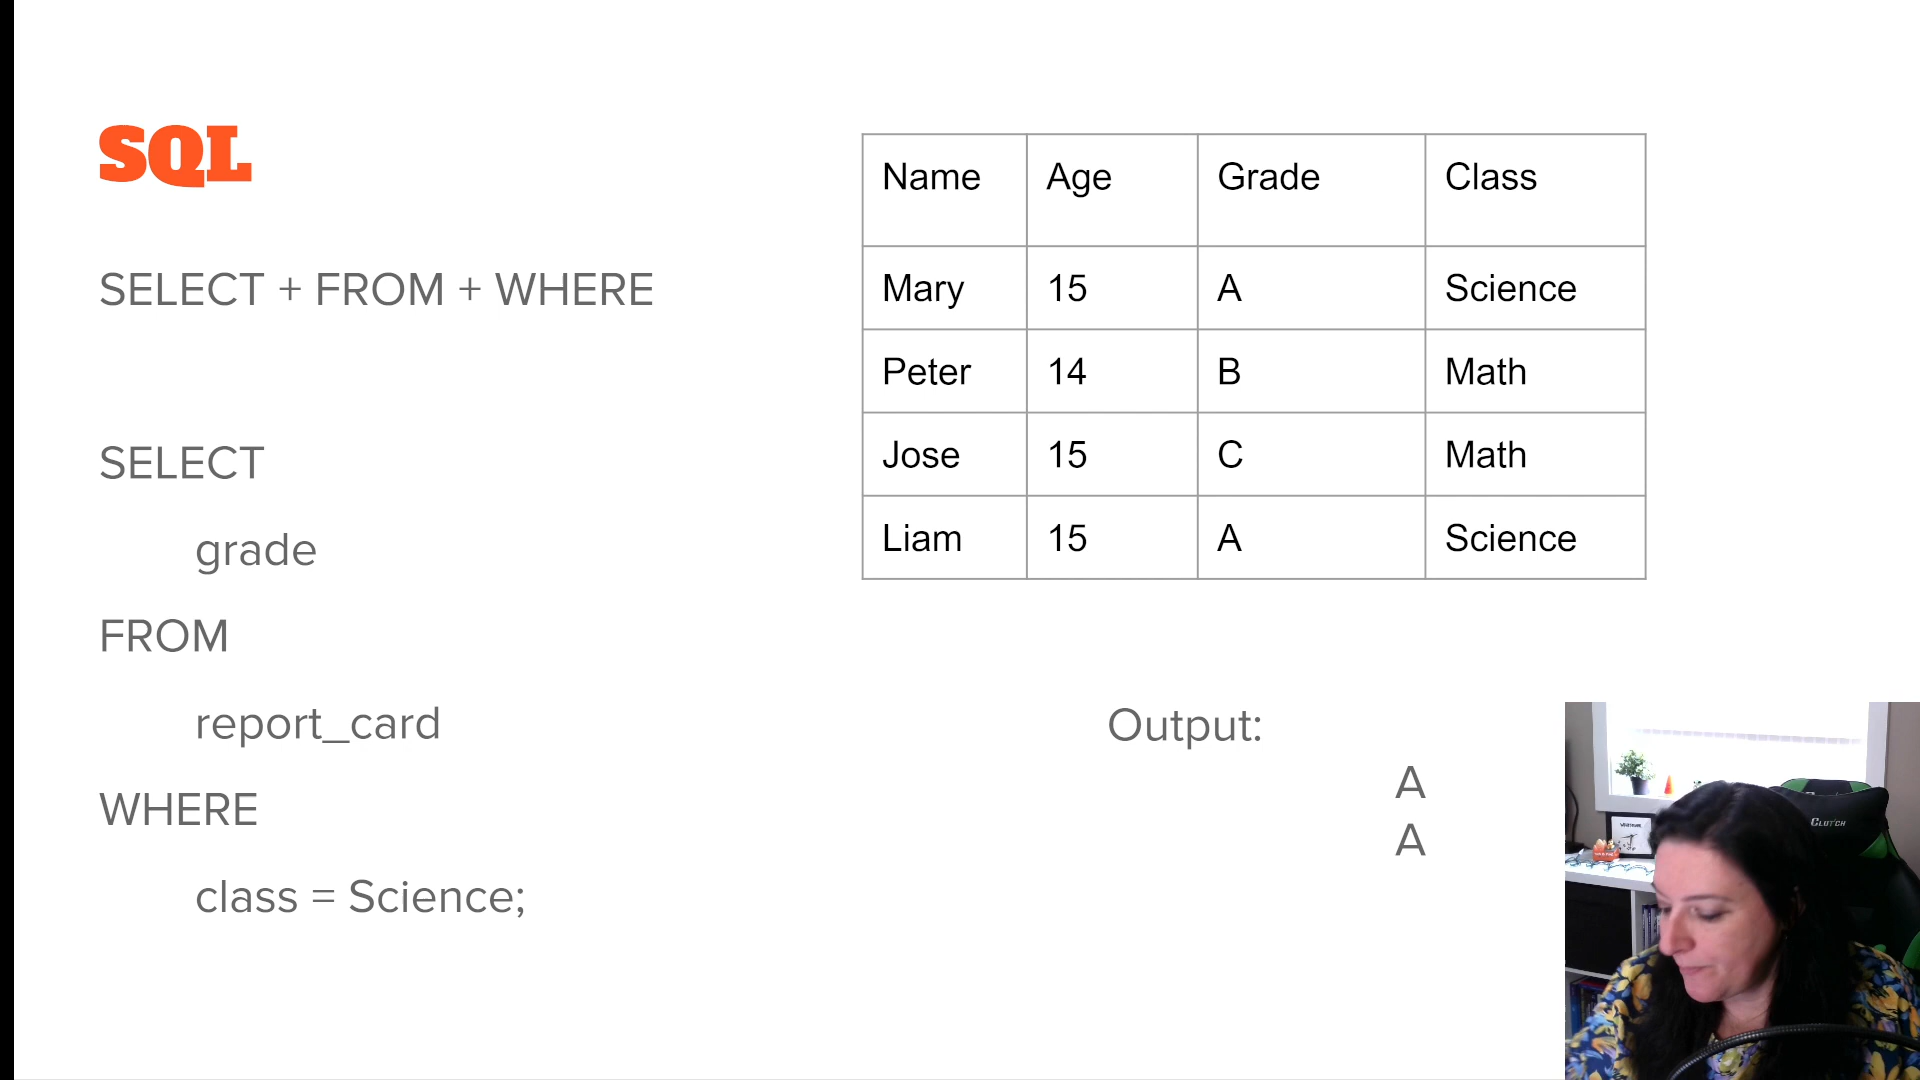 SQL
SELECT + FROM + WHERE
SELECT
grade
FROM
report_card
WHERE
class = Science;
Name Age Grade Class
Mary 15 A Science
Peter 14 B Math
Jose 15 C Math
Liam 15 A Science
Output:
A
A
CLUTCH